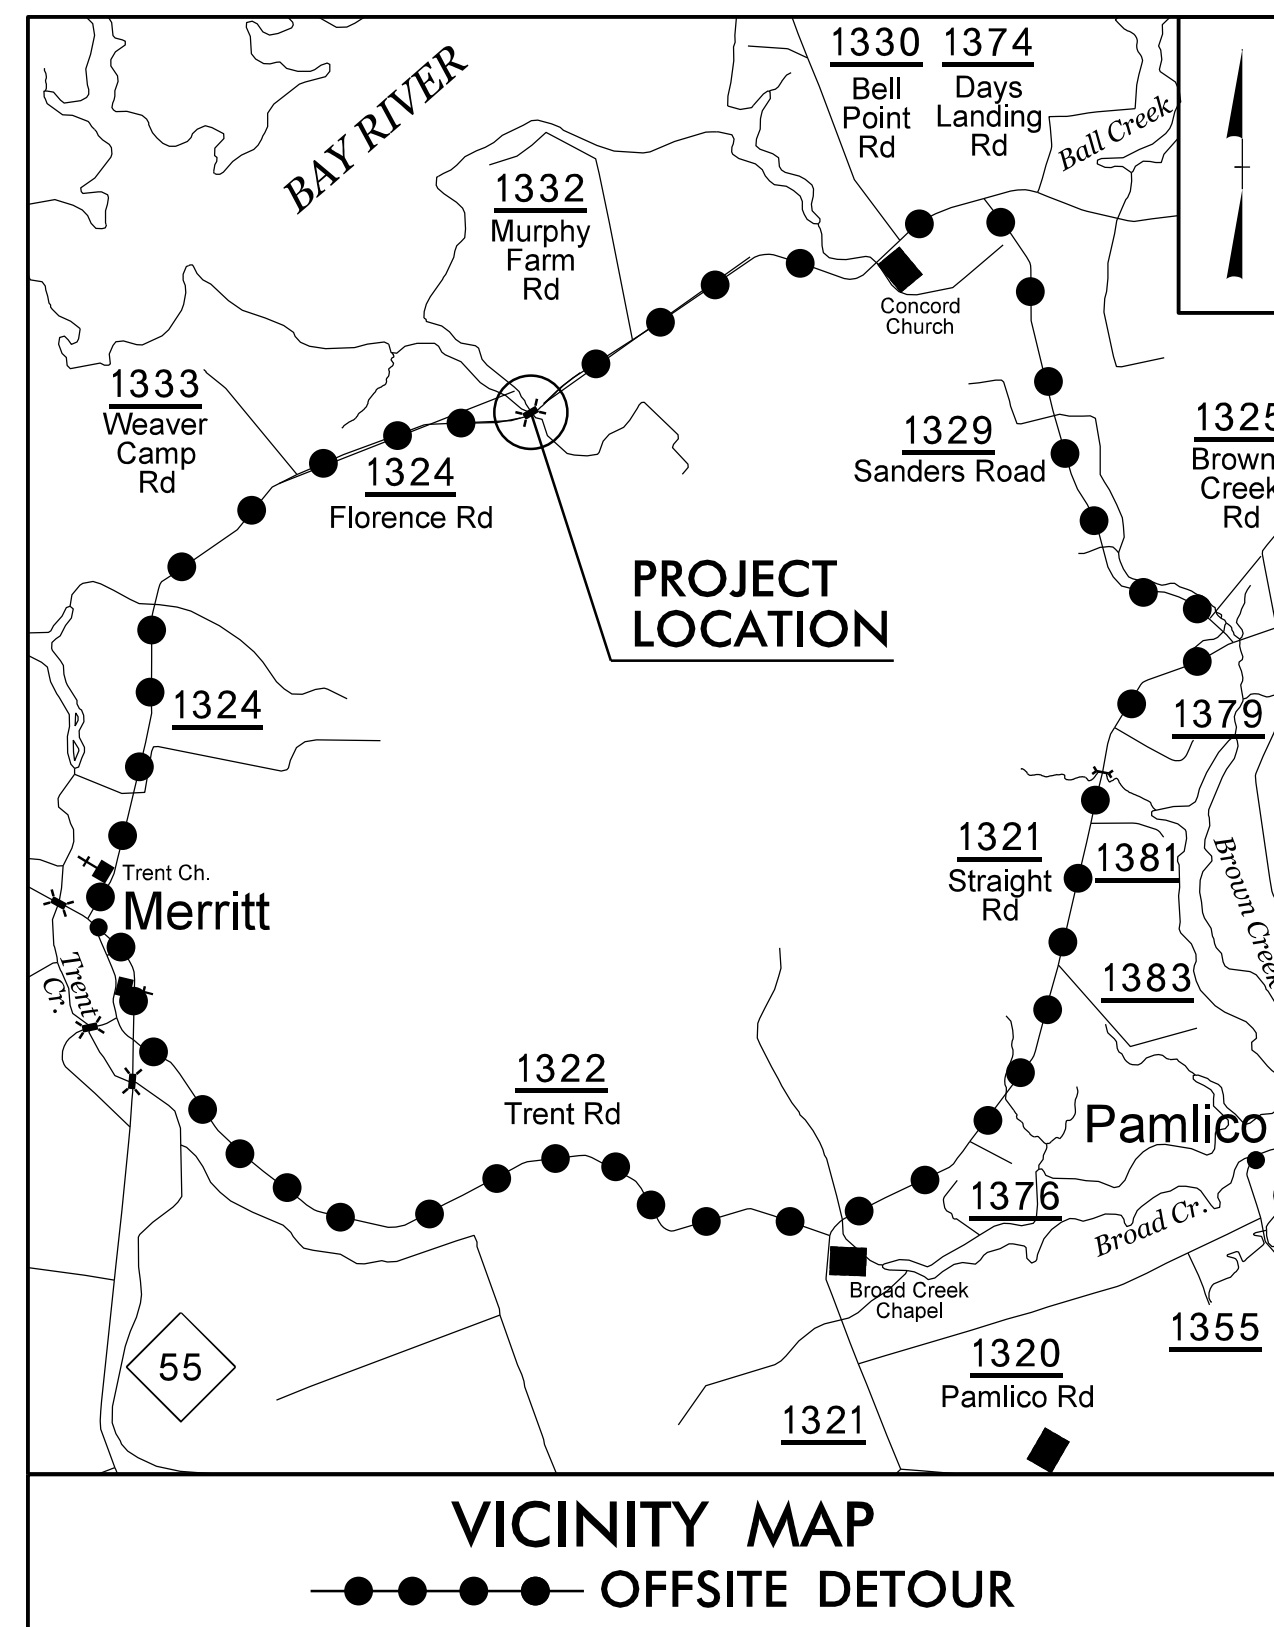 1330
Bell
Point
Rd
1374
Days
Landing
Rd
Ball Creek
BAY RIVER
1332
Murphy
Farm
Rd
Concord
Church
1333
Weaver
Camp
Rd
1324
Florence Rd
1329
Sanders Road
1325
Brown
Creek
Rd
PROJECT
LOCATION
1324
1379
1321
Straight
Rd
1381
Brown Creek
Trent Ch.
Merritt
Trent
Cr.
1383
1322
Trent Rd
Pamlico
1376
Broad Cr.
Broad Creek
Chapel
1355
1320
Pamlico Rd
55
1321
VICINITY MAP
OFFSITE DETOUR